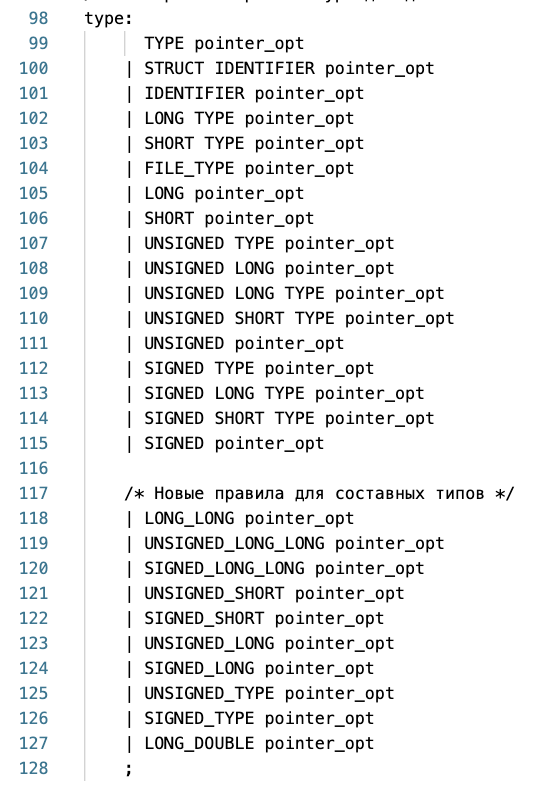 98 type:
99 TYPE pointer_opt
100 | STRUCT IDENTIFIER pointer_opt
101 | IDENTIFIER pointer_opt
102 | LONG TYPE pointer_opt
103 | SHORT TYPE pointer_opt
104 | FILE_TYPE pointer_opt
105 | LONG pointer_opt
106 | SHORT pointer_opt
107 | UNSIGNED TYPE pointer_opt
108 | UNSIGNED LONG pointer_opt
109 | UNSIGNED LONG TYPE pointer_opt
110 | UNSIGNED SHORT TYPE pointer_opt
111 | UNSIGNED pointer_opt
112 | SIGNED TYPE pointer_opt
113 | SIGNED LONG TYPE pointer_opt
114 | SIGNED SHORT TYPE pointer_opt
115 | SIGNED pointer_opt
116
117 /* Новые правила для составных типов */
118 | LONG_LONG pointer_opt
119 | UNSIGNED_LONG_LONG pointer_opt
120 | SIGNED_LONG_LONG pointer_opt
121 | UNSIGNED_SHORT pointer_opt
122 | SIGNED_SHORT pointer_opt
123 | UNSIGNED_LONG pointer_opt
124 | SIGNED_LONG pointer_opt
125 | UNSIGNED_TYPE pointer_opt
126 | SIGNED_TYPE pointer_opt
127 | LONG_DOUBLE pointer_opt
128 ;